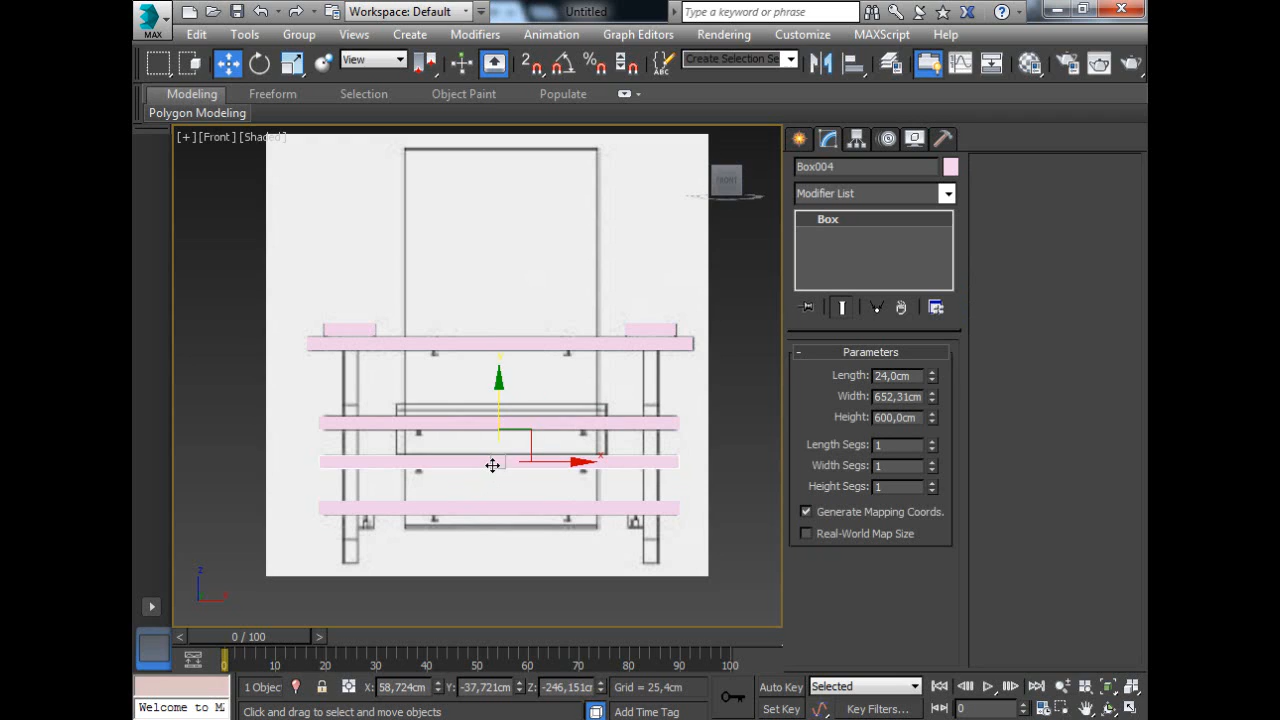 Workspace: Default
Untitled
Type a keyword or phrase
MAX
Edit Tools Group Views Create Modifiers Animation Graph Editors Rendering Customize MAXScript Help
View
Create Selection Se
Modeling Freeform Selection Object Paint Populate
Polygon Modeling
[+] [Front] [Shaded]
FRONT
Box004
Modifier List
Box
- Parameters
Length: 24,0cm
Width: 652,31cm
Height: 600,0cm
Length Segs: 1
Width Segs: 1
Height Segs: 1
Generate Mapping Coords.
Real-World Map Size
z
x
x
0 / 100
0 10 20 30 40 50 60 70 80 90 100
1 Objec X: 58,724cm Y: -37,721cm Z: -246,151cm Grid = 25,4cm Auto Key Selected
Welcome to M Click and drag to select and move objects Add Time Tag Set Key Key Filters... 0